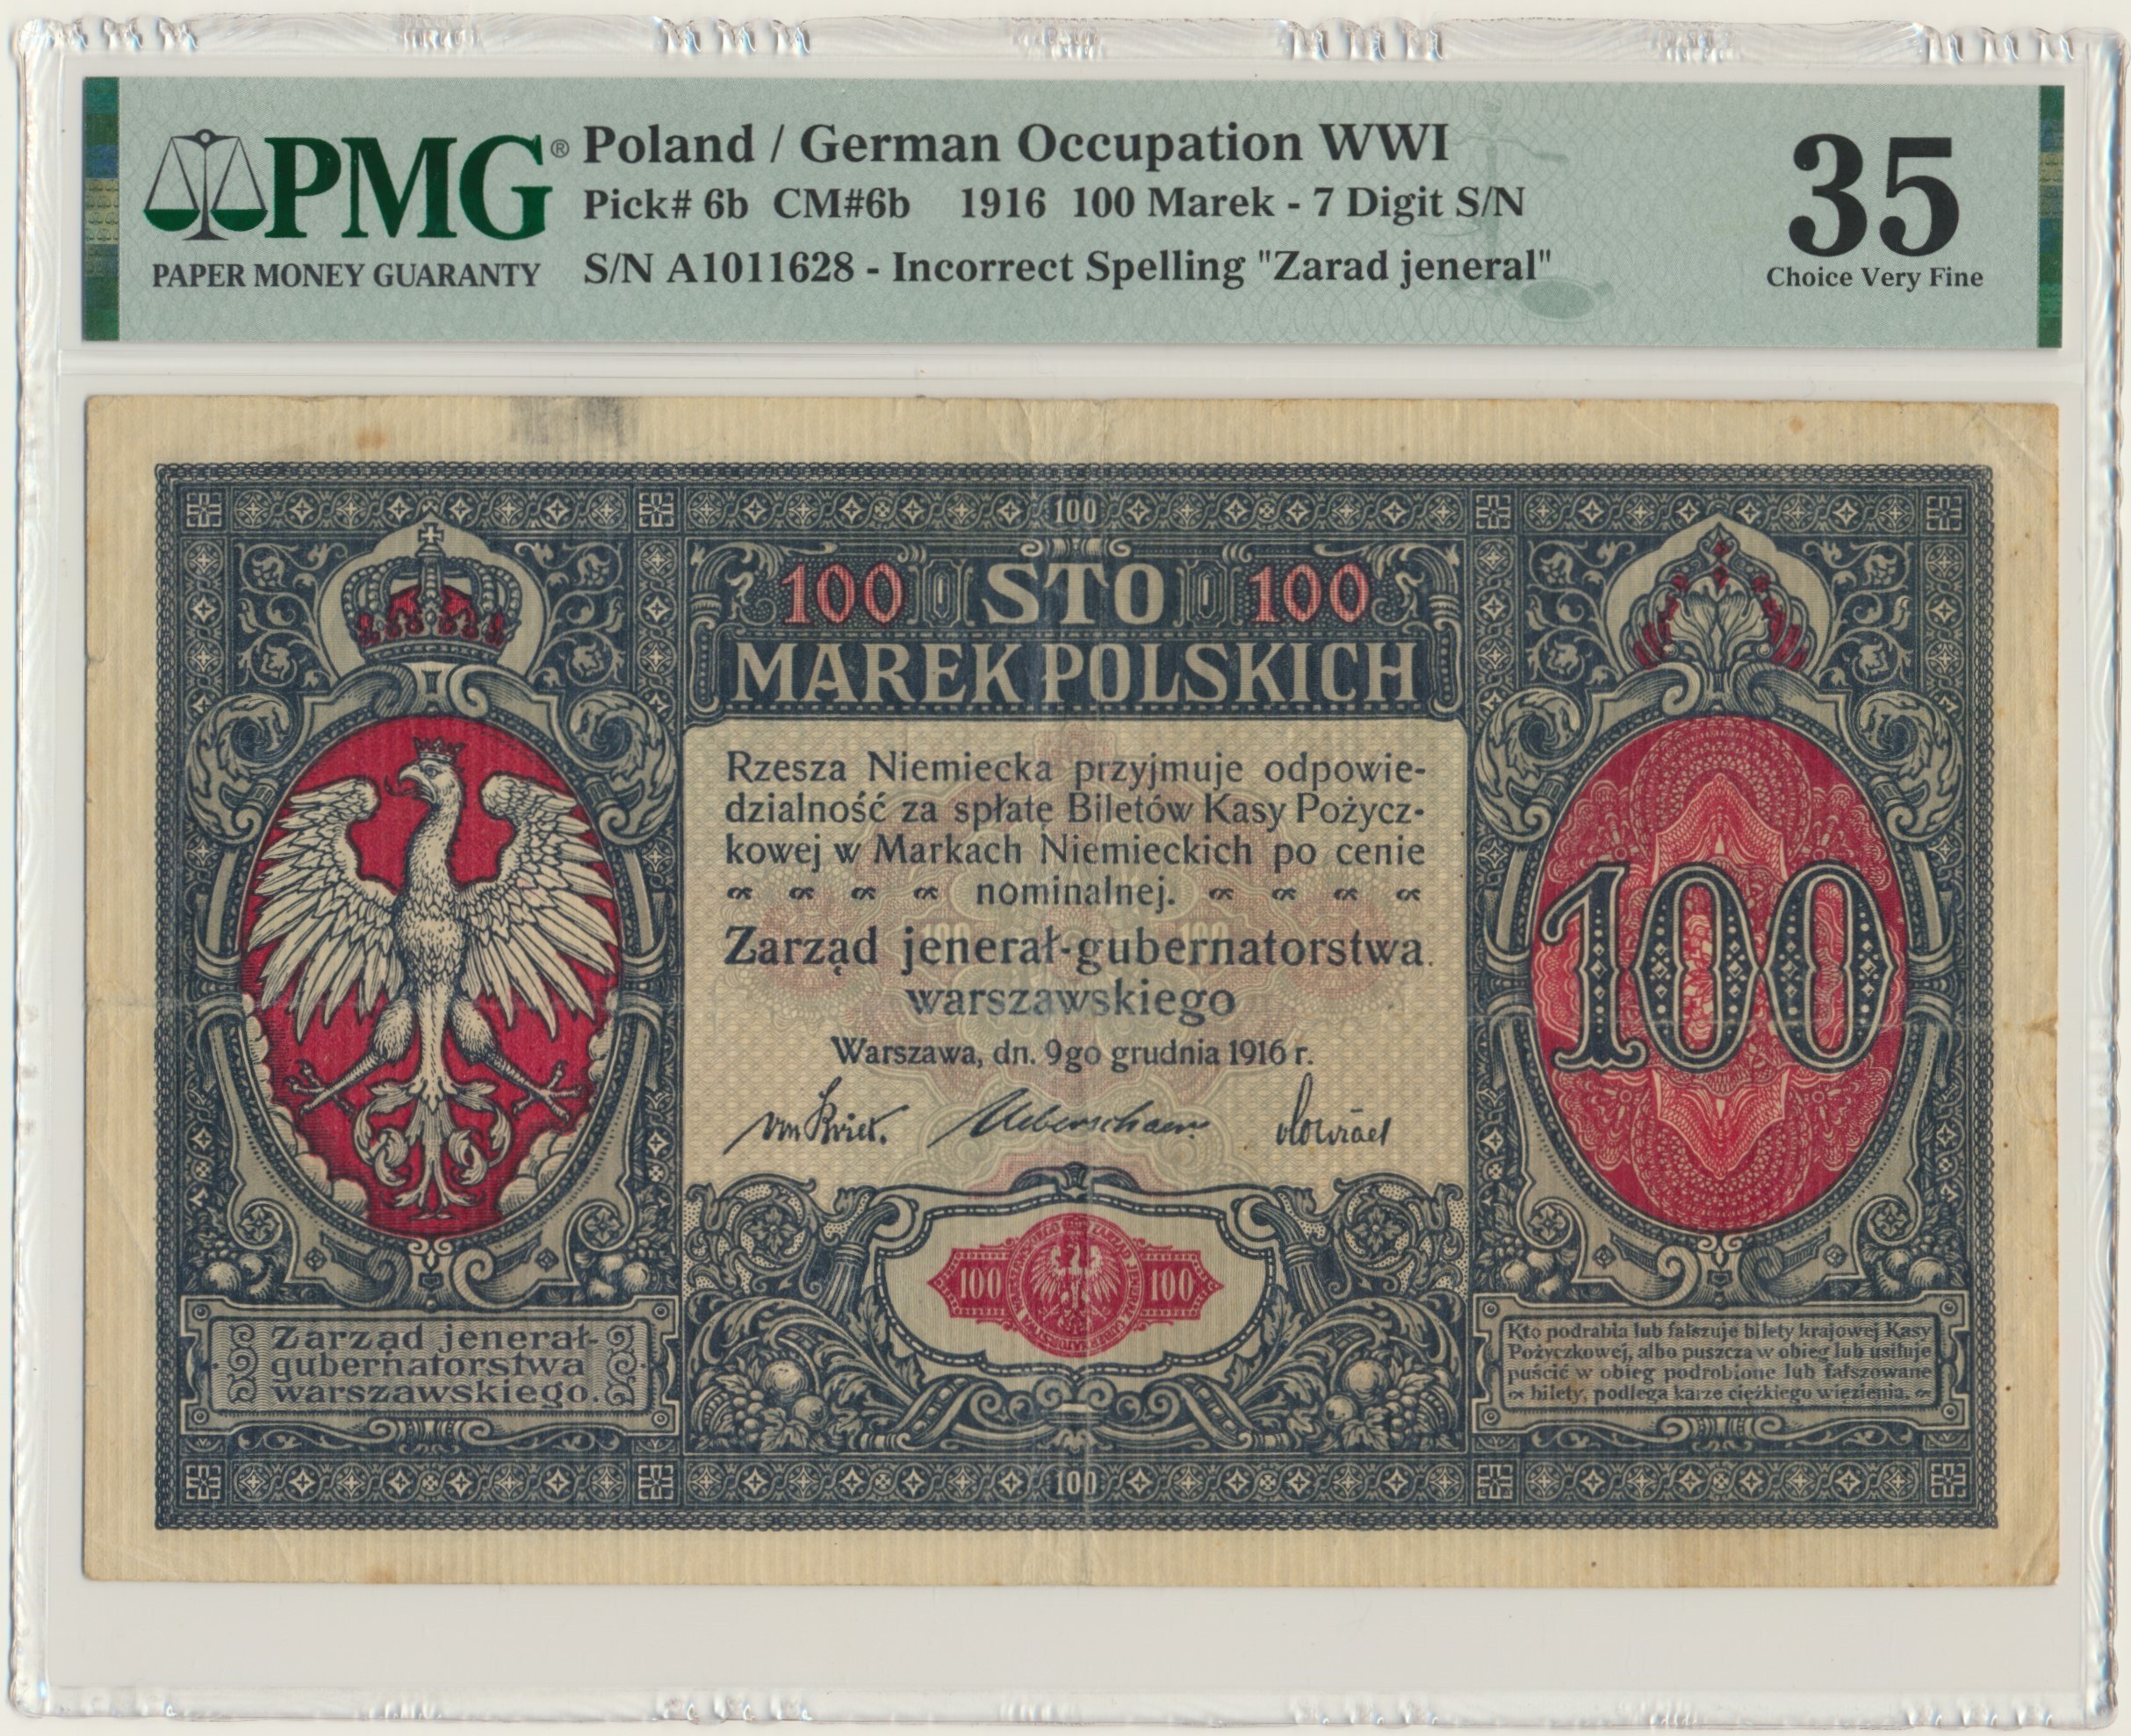 PMG®
PAPER MONEY GUARANTY
Poland / German Occupation WWI
Pick# 6b CM#6b 1916 100 Marek - 7 Digit S/N
S/N A1011628 - Incorrect Spelling "Zarad jeneral"
35
Choice Very Fine
100
100 STO 100
MAREK POLSKICH
Rzesza Niemiecka przyjmuje odpowie-
dzialność za spłatę Biletów Kasy Pożycz-
kowej w Markach Niemieckich po cenie
nominalnej.
Zarząd jenerał-gubernatorstwa
warszawskiego
Warszawa, dn. 9go grudnia 1916 r.
100
100 100
Zarząd jenerał-
gubernatorstwa
warszawskiego.
Kto podrabia lub fałszuje bilety krajowej Kasy
Pożyczkowej, albo puszcza w obieg lub usiłuje
puścić w obieg podrobione lub fałszowane
bilety, podlega karze ciężkiego więzienia.
100